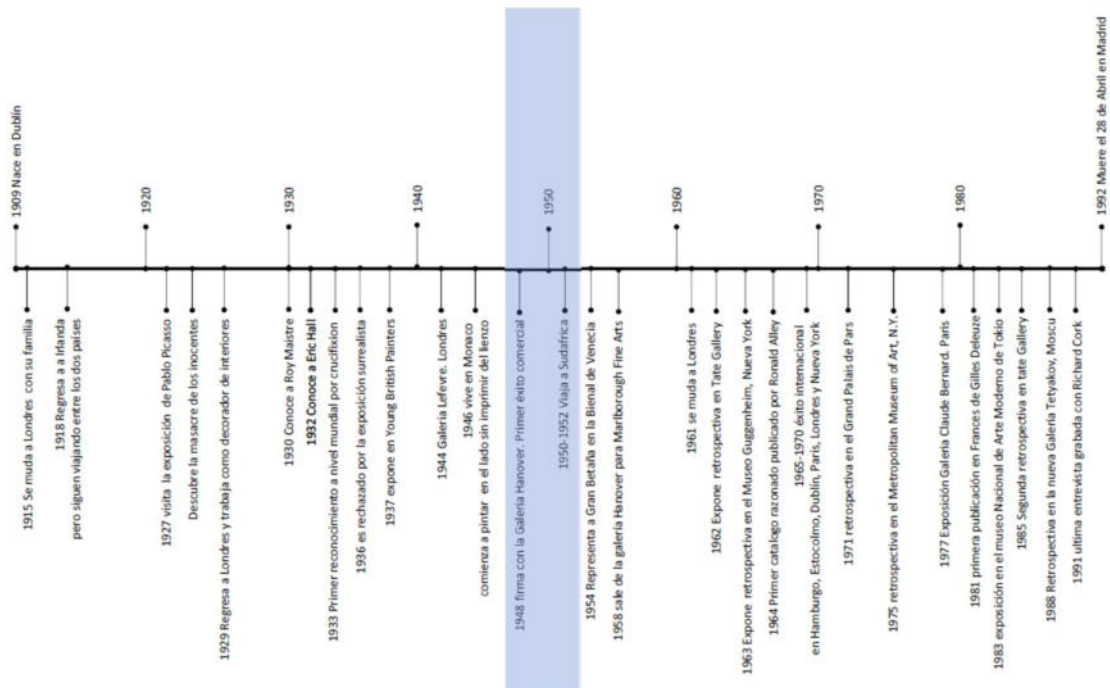 1909 Nace en Dublín
1920
1930
1940
1950
1960
1970
1980
1992 Muere el 28 de Abril en Madrid
1915 Se muda a Londres con su familia
1918 Regresa a a Irlanda
pero siguen viajando entre los dos países
1927 visita la exposición de Pablo Picasso
Descubre la masacre de los inocentes
1929 Regresa a Londres y trabaja como decorador de interiores
1930 Conoce a Roy Maistre
1932 Conoce a Eric Hall
1933 Primer reconocimiento a nivel mundial por crucifixion
1936 es rechazado por la exposición surrealista
1937 expone en Young British Painters
1944 Galeria Lefevre. Londres
1946 vive en Monaco
comienza a pintar en el lado sin imprimir del lienzo
1948 firma con la Galeria Hanover. Primer éxito comercial
1950-1952 Viaja a Sudafrica
1954 Representa a Gran Betaña en la Bienal de Venecia
1958 sale de la galería Hanover para Marlborough Fine Arts
1961 se muda a Londres
1962 Expone retrospectiva en Tate Gallery
1963 Expone retrospectiva en el Museo Guggenheim, Nueva York
1964 Primer catalogo razonado publicado por Ronald Alley
1965-1970 éxito internacional
en Hamburgo, Estocolmo, Dublín, Paris, Londres y Nueva York
1971 retrospectiva en el Grand Palais de Pars
1975 retrospectiva en el Metropolitan Museum of Art, N.Y.
1977 Exposición Galeria Claude Bernard. Paris
1981 primera publicación en Frances de Gilles Deleuze
1983 exposición en el museo Nacional de Arte Moderno de Tokio
1985 Segunda retrospectiva en tate Gallery
1988 Retrospectiva en la nueva Galeria Tetyakov, Moscu
1991 ultima entrevista grabada con Richard Cork